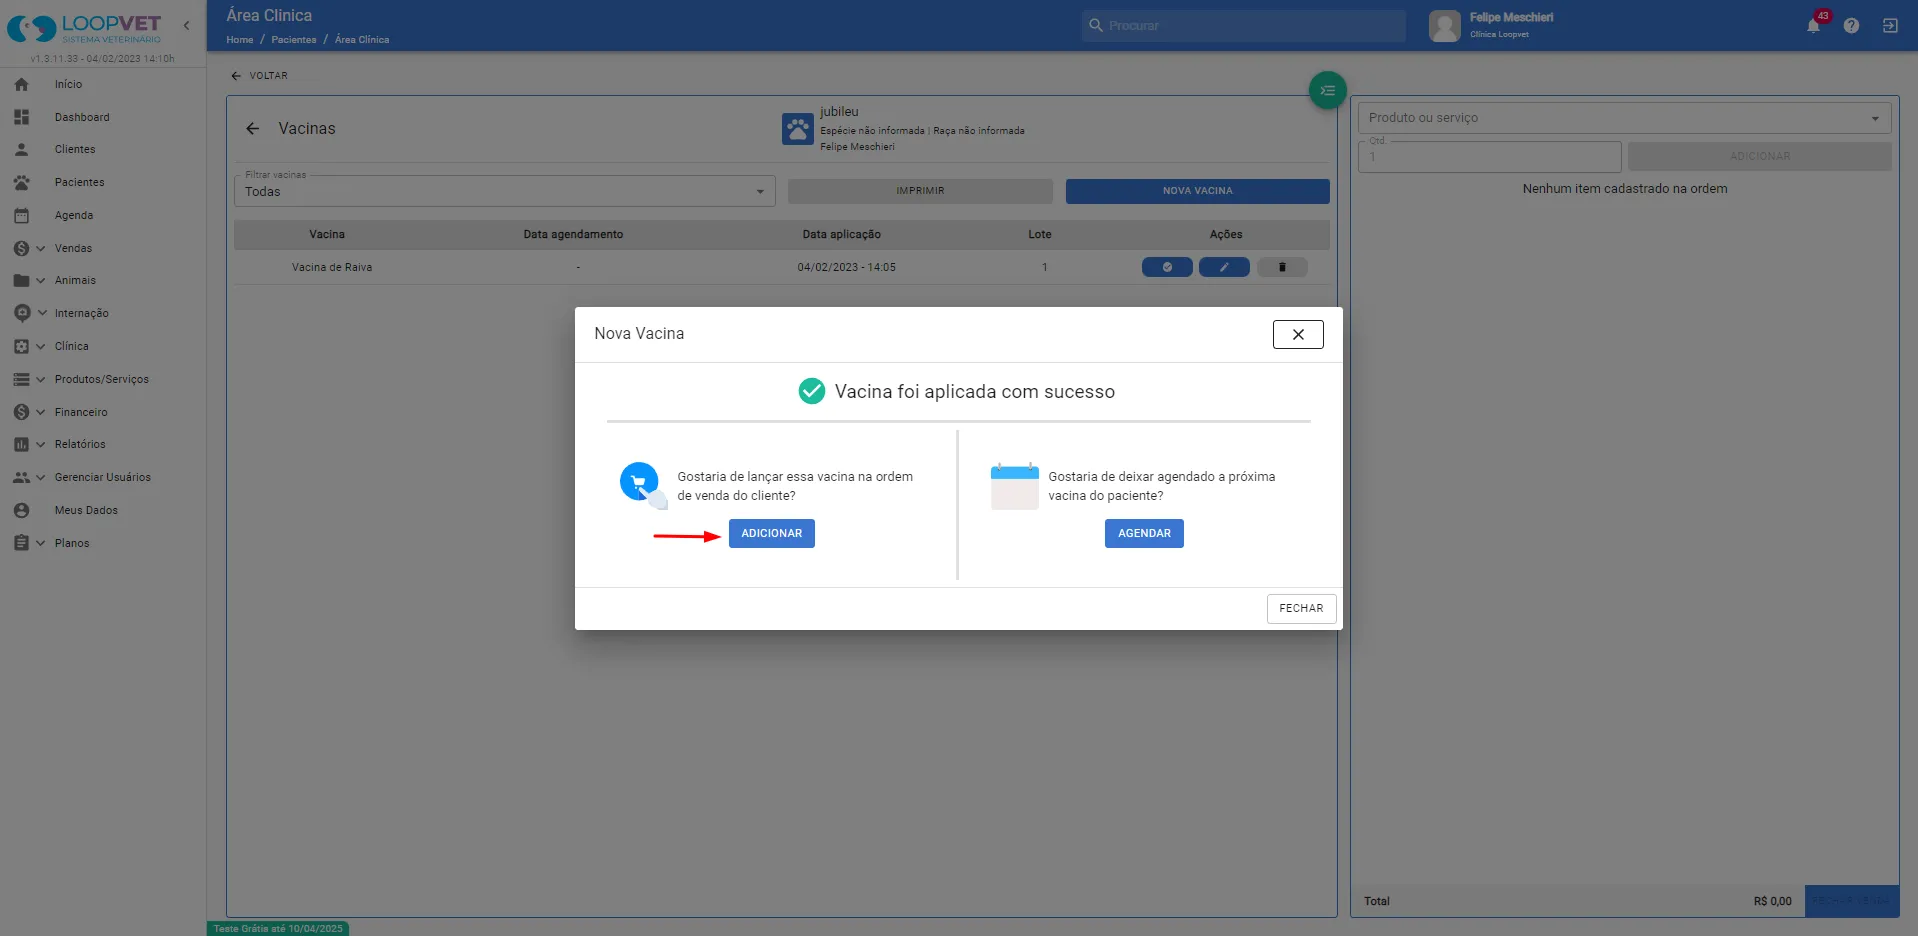 LOOPVET
SISTEMA VETERINÁRIO
v1.3.11.33 - 04/02/2023 14:10h
Início
Dashboard
Clientes
Pacientes
Agenda
Vendas
Animais
Internação
Clínica
Produtos/Serviços
Financeiro
Relatórios
Gerenciar Usuários
Meus Dados
Planos
Área Clinica
Home / Pacientes / Área Clínica
Procurar
Felipe Meschieri
Clínica Loopvet
43
VOLTAR
Vacinas
jubileu
Espécie não informada | Raça não informada
Felipe Meschieri
Filtrar vacinas
Todas
IMPRIMIR
NOVA VACINA
Vacina Data agendamento Data aplicação Lote Ações
Vacina de Raiva - 04/02/2023 - 14:05 1
Produto ou serviço
Qtd.
1
ADICIONAR
Nenhum item cadastrado na ordem
Nova Vacina
Vacina foi aplicada com sucesso
Gostaria de lançar essa vacina na ordem
de venda do cliente?
ADICIONAR
Gostaria de deixar agendado a próxima
vacina do paciente?
AGENDAR
FECHAR
Total R$ 0,00
FECHAR VENDA
Teste Grátis até 10/04/2025